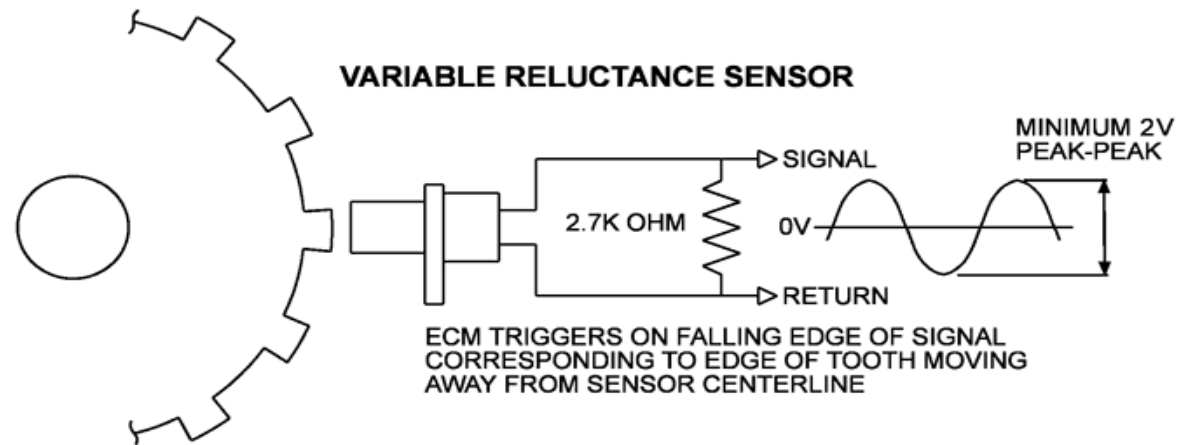 VARIABLE RELUCTANCE SENSOR
MINIMUM 2V
PEAK-PEAK
SIGNAL
2.7K OHM
0V
RETURN
ECM TRIGGERS ON FALLING EDGE OF SIGNAL
CORRESPONDING TO EDGE OF TOOTH MOVING
AWAY FROM SENSOR CENTERLINE